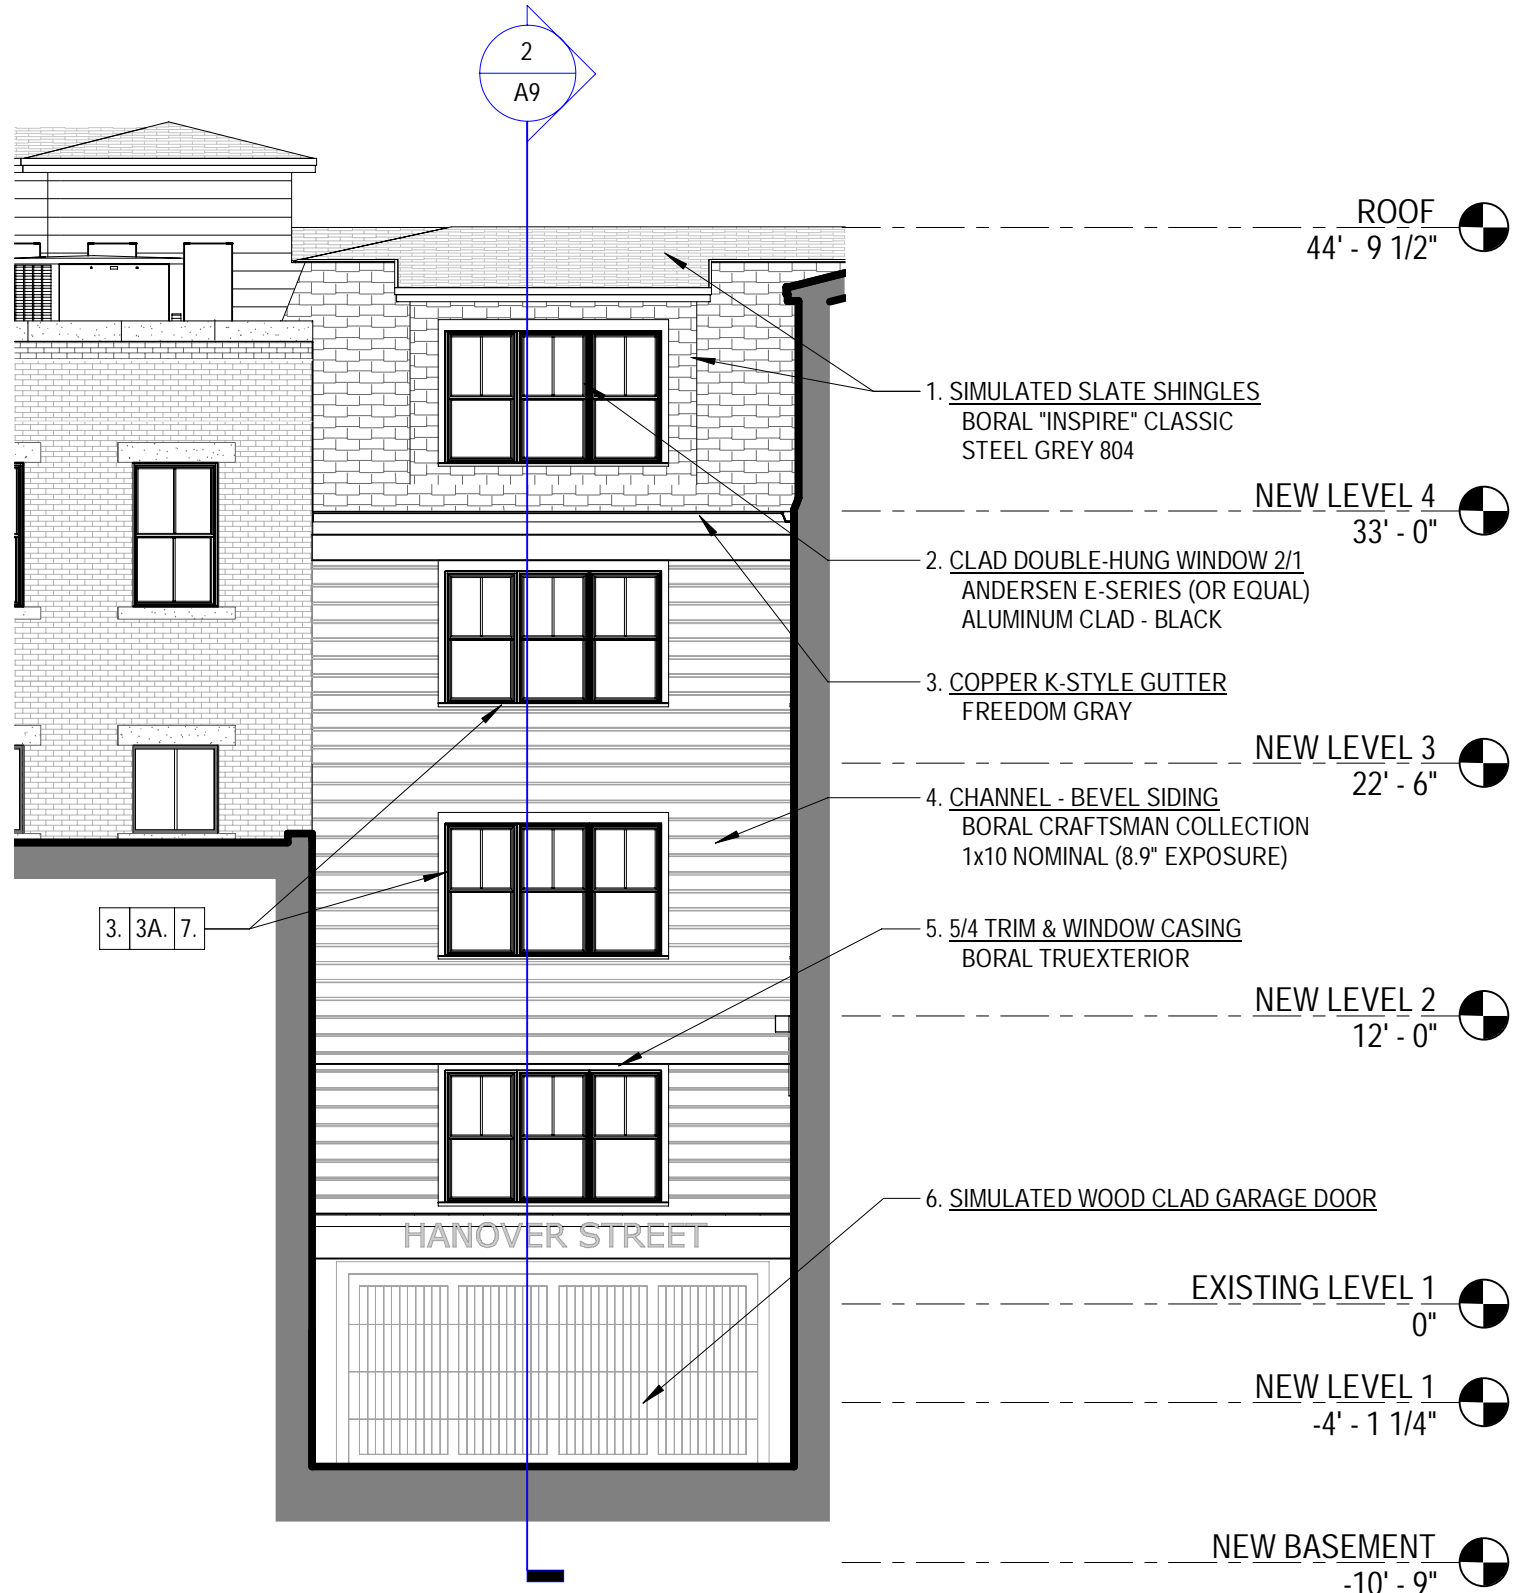 2
A9
ROOF
44' - 9 1/2"
1. SIMULATED SLATE SHINGLES
BORAL "INSPIRE" CLASSIC
STEEL GREY 804
NEW LEVEL 4
33' - 0"
2. CLAD DOUBLE-HUNG WINDOW 2/1
ANDERSEN E-SERIES (OR EQUAL)
ALUMINUM CLAD - BLACK
3. COPPER K-STYLE GUTTER
FREEDOM GRAY
NEW LEVEL 3
22' - 6"
4. CHANNEL - BEVEL SIDING
BORAL CRAFTSMAN COLLECTION
1x10 NOMINAL (8.9" EXPOSURE)
3. 3A. 7.
5. 5/4 TRIM & WINDOW CASING
BORAL TRUEXTERIOR
NEW LEVEL 2
12' - 0"
6. SIMULATED WOOD CLAD GARAGE DOOR
HANOVER STREET
EXISTING LEVEL 1
0"
NEW LEVEL 1
-4' - 1 1/4"
NEW BASEMENT
-10' - 9"